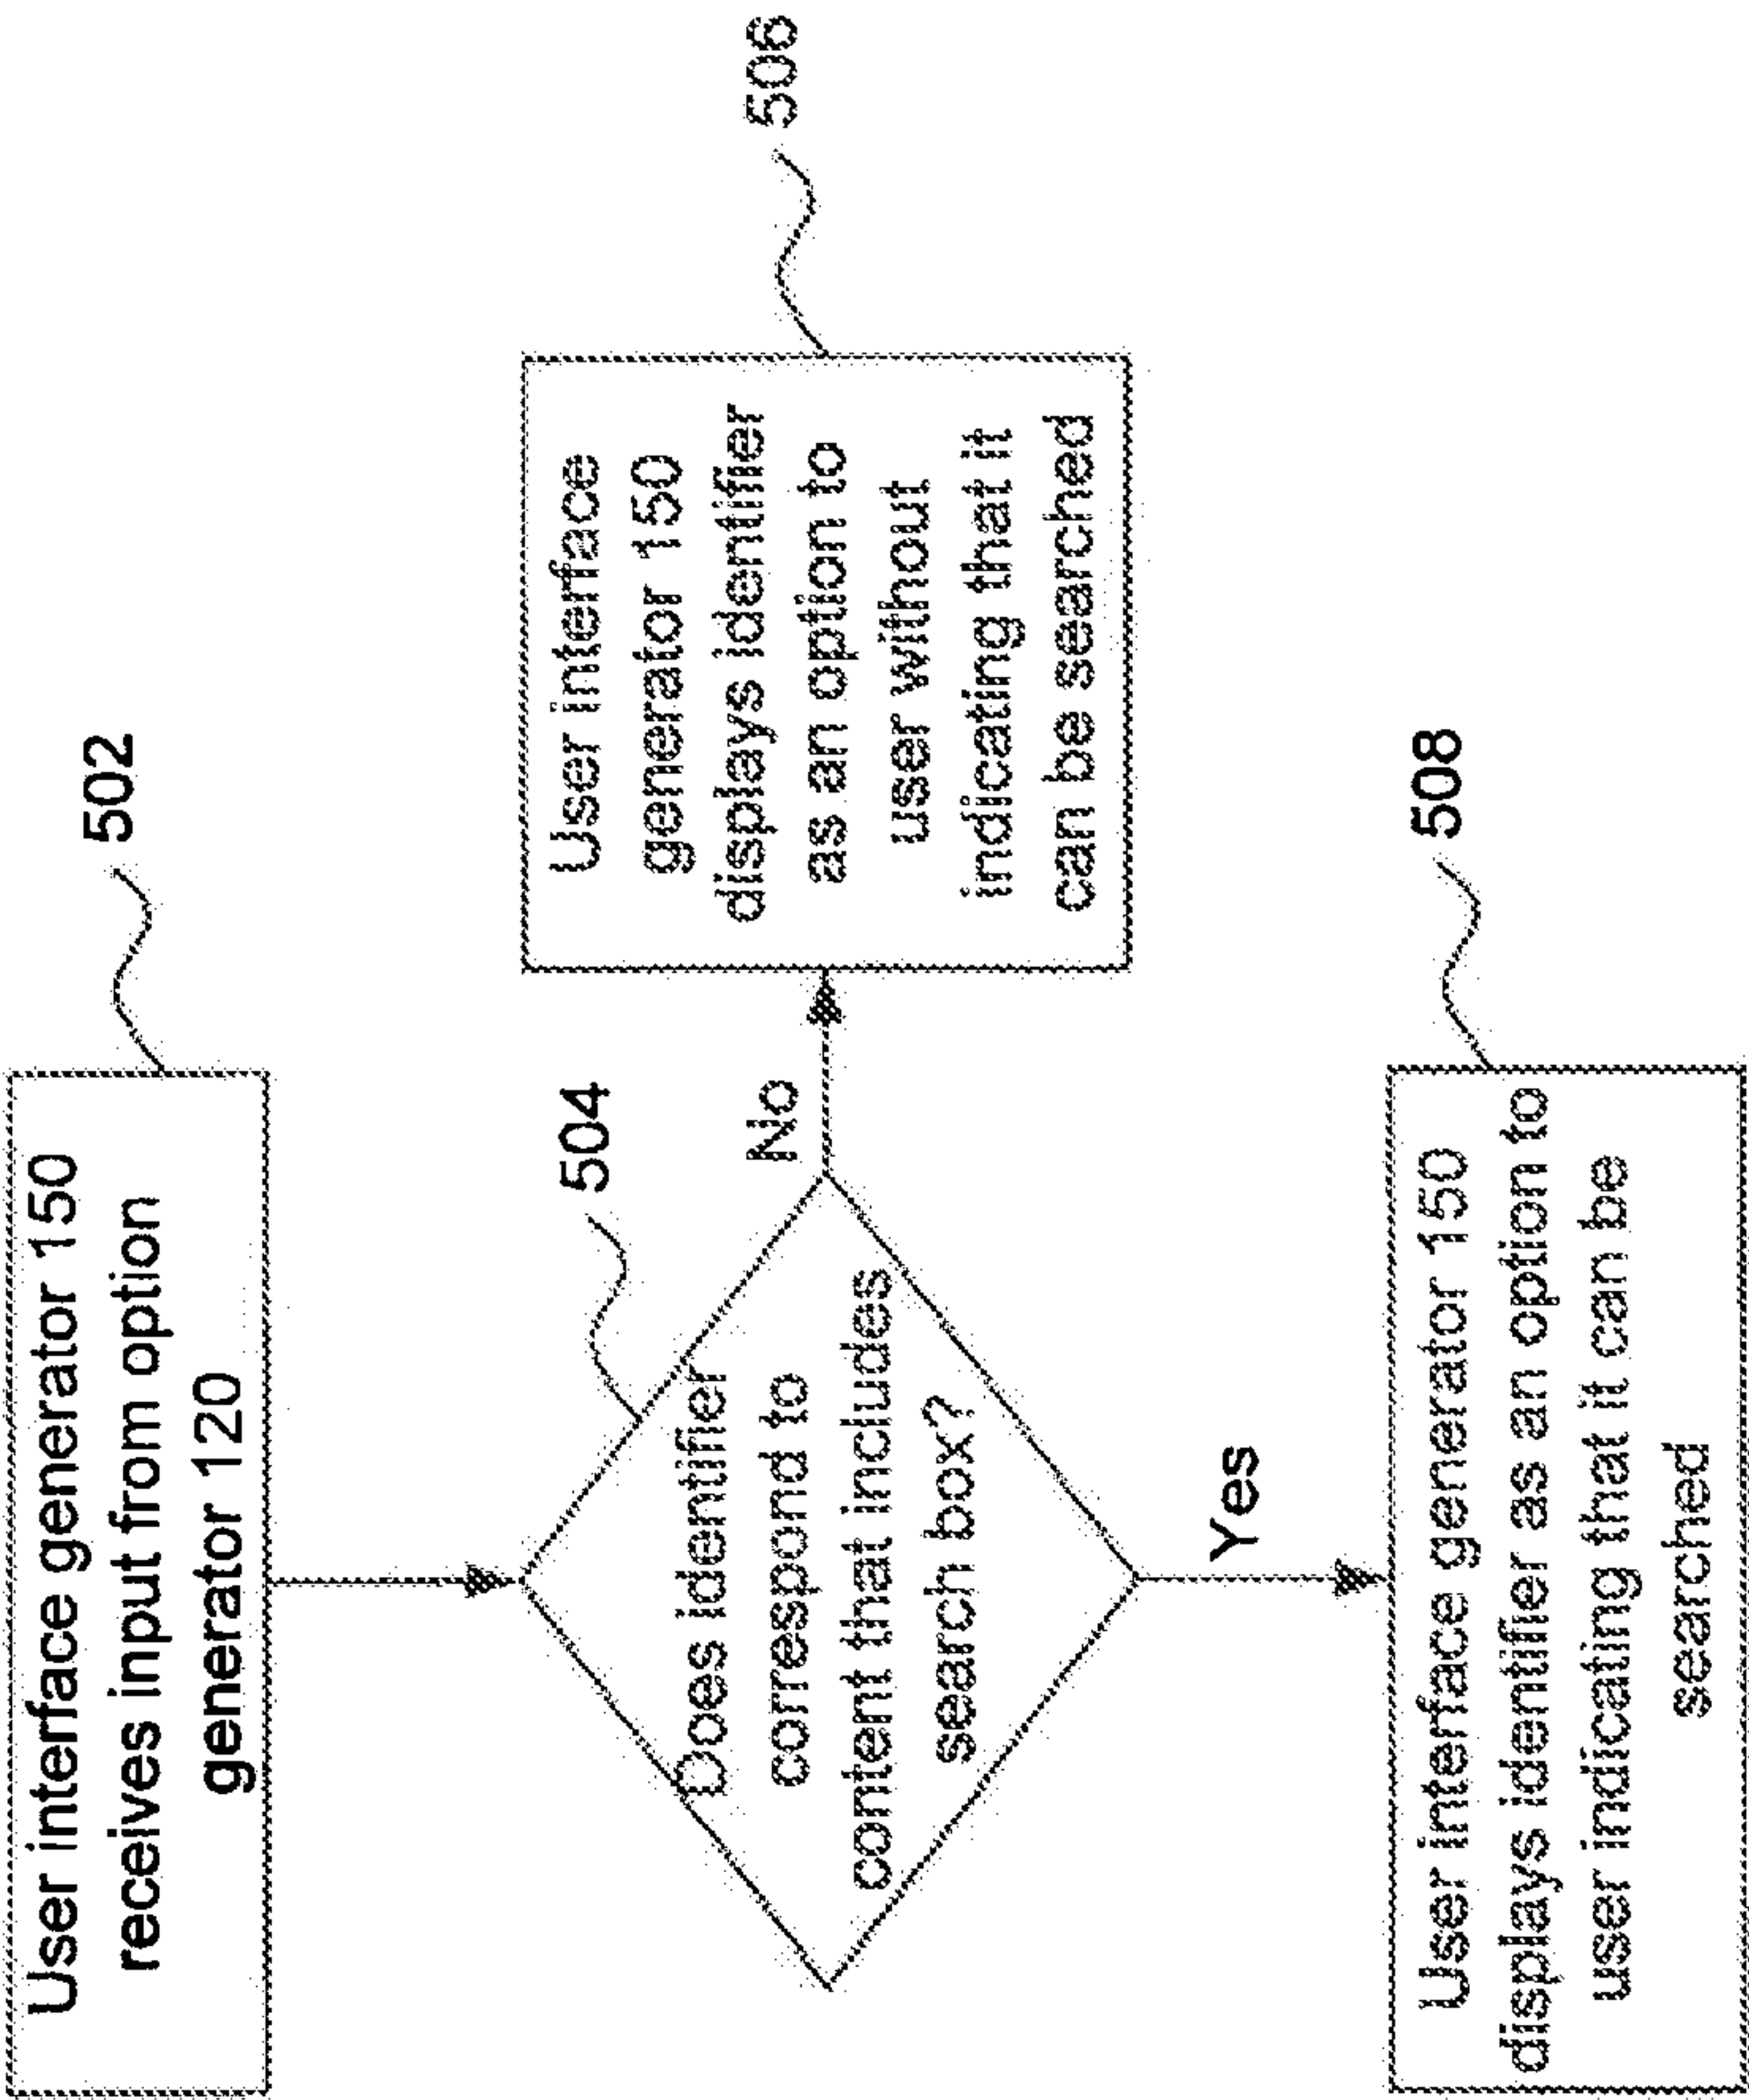 User interface generator 150
receives input from option
generator 120
502
Does identifier
correspond to
content that includes
search box?
504
No
User interface
generator 150
displays identifier
as an option to
user without
indicating that it
can be searched
506
Yes
User interface generator 150
displays identifier as an option to
user indicating that it can be
searched
508